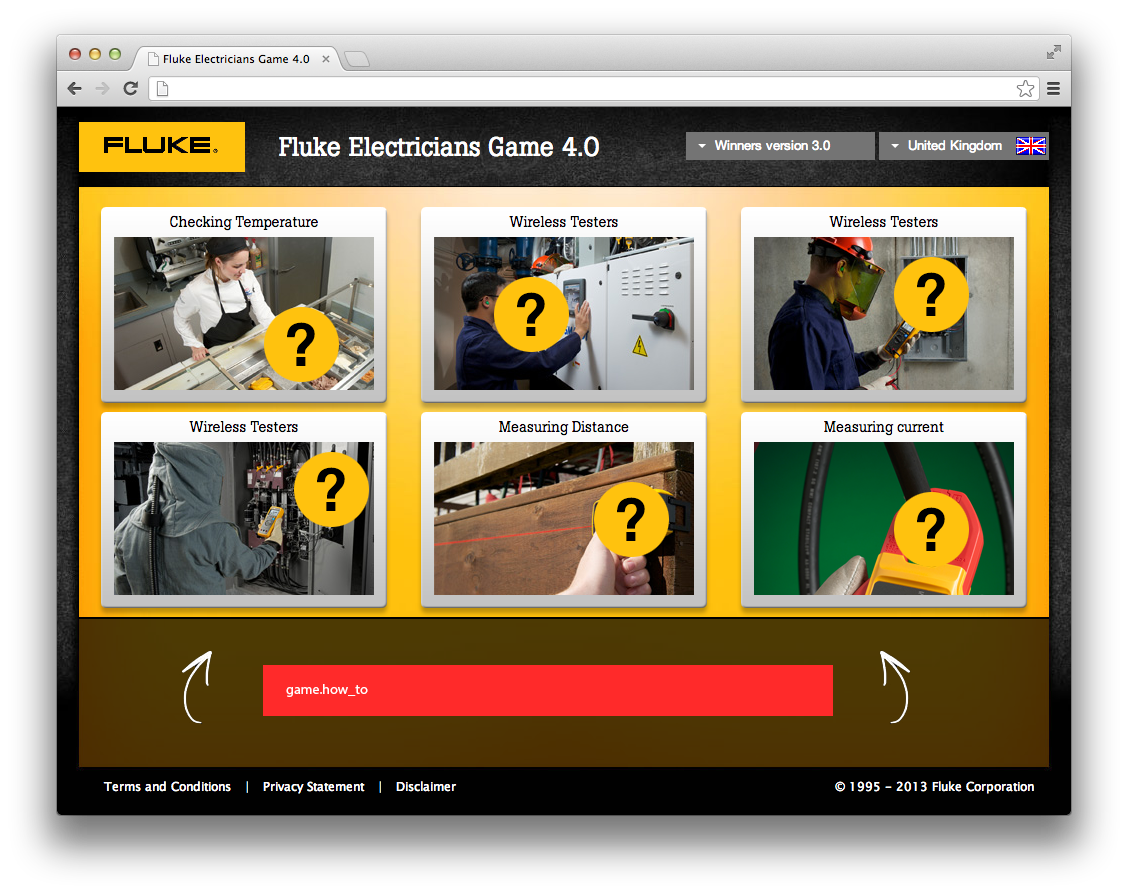 Fluke Electricians Game 4.0
FLUKE®
Fluke Electricians Game 4.0
Winners version 3.0
United Kingdom
Checking Temperature
Wireless Testers
Wireless Testers
?
?
?
Wireless Testers
Measuring Distance
Measuring current
?
?
?
game.how_to
Terms and Conditions | Privacy Statement | Disclaimer
© 1995 - 2013 Fluke Corporation